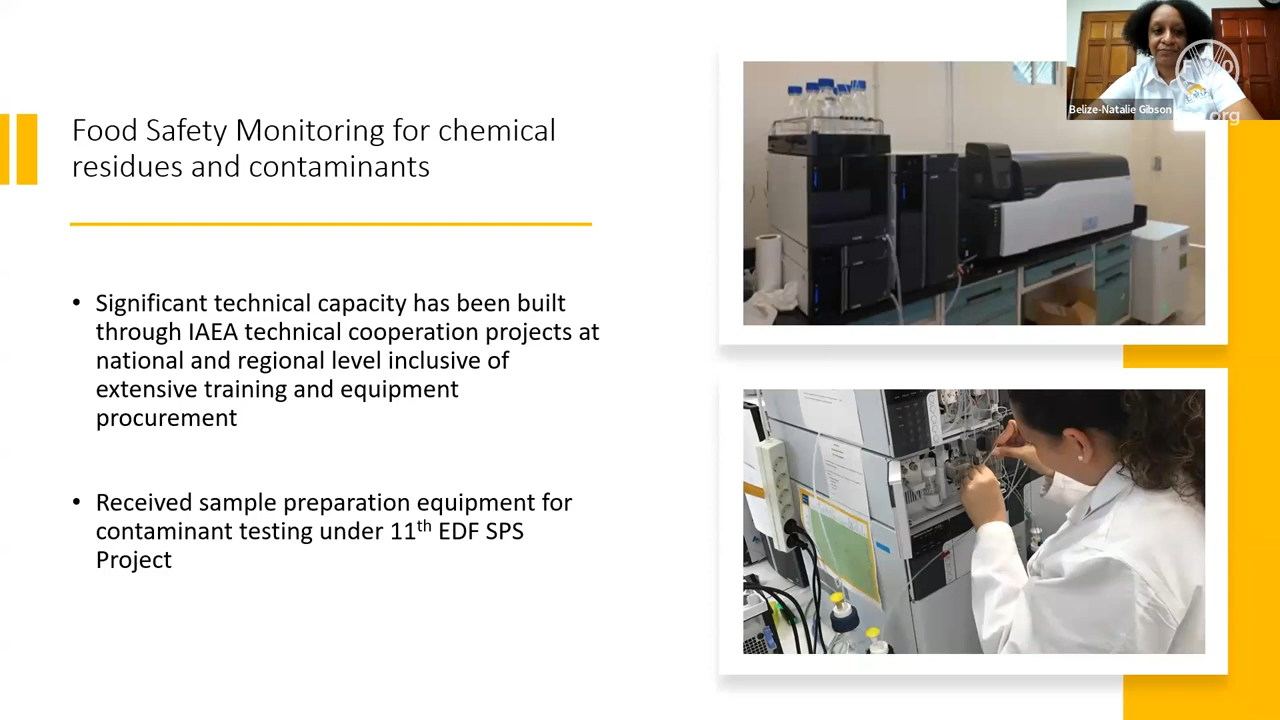 Food Safety Monitoring for chemical
residues and contaminants
• Significant technical capacity has been built
through IAEA technical cooperation projects at
national and regional level inclusive of
extensive training and equipment
procurement
• Received sample preparation equipment for
contaminant testing under 11th EDF SPS
Project
Belize-Natalie Gibson
.org